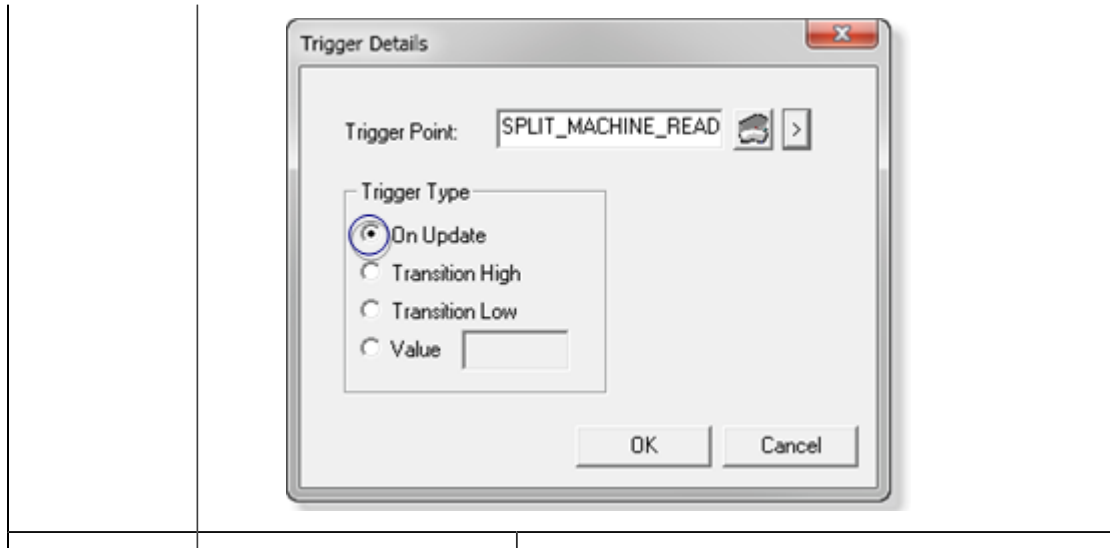 Trigger Details
Trigger Point: SPLIT_MACHINE_READ >
Trigger Type
On Update
Transition High
Transition Low
Value
OK Cancel